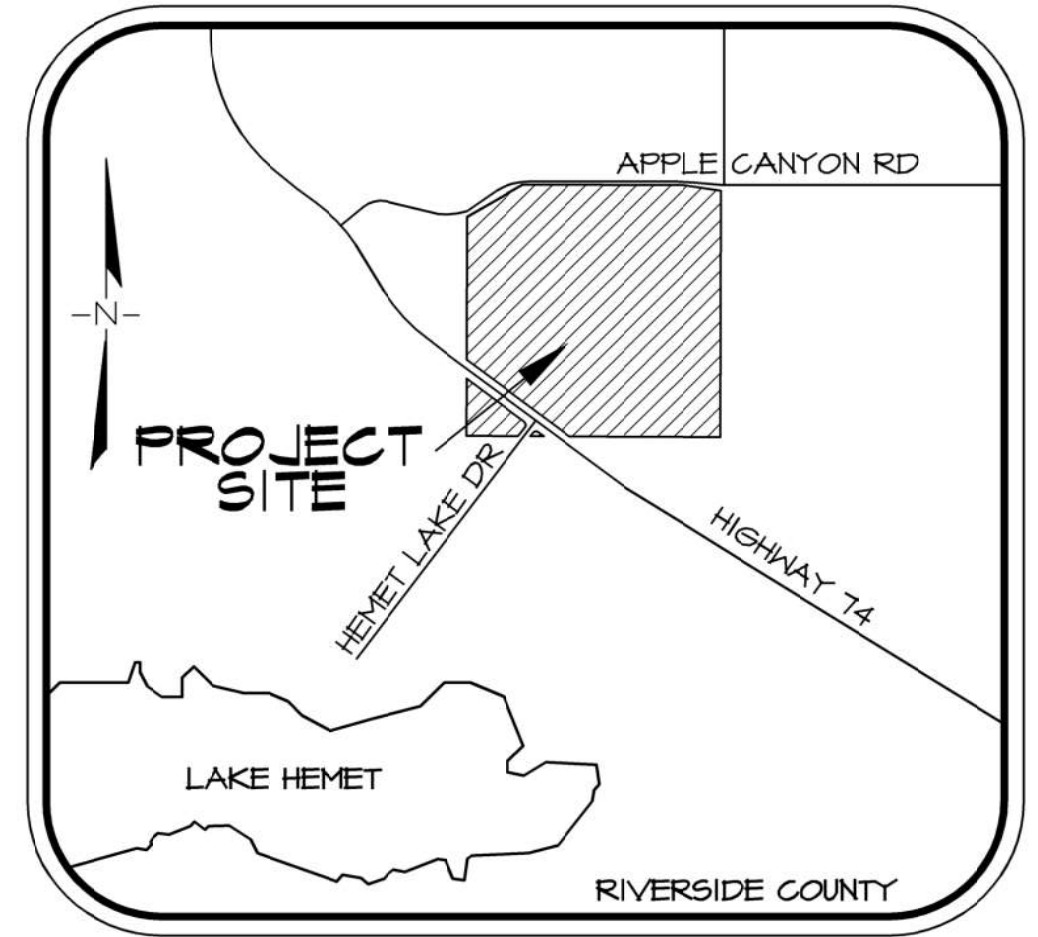 APPLE CANYON RD
-N-
PROJECT
SITE
HEMET LAKE DR
HIGHWAY 74
LAKE HEMET
RIVERSIDE COUNTY